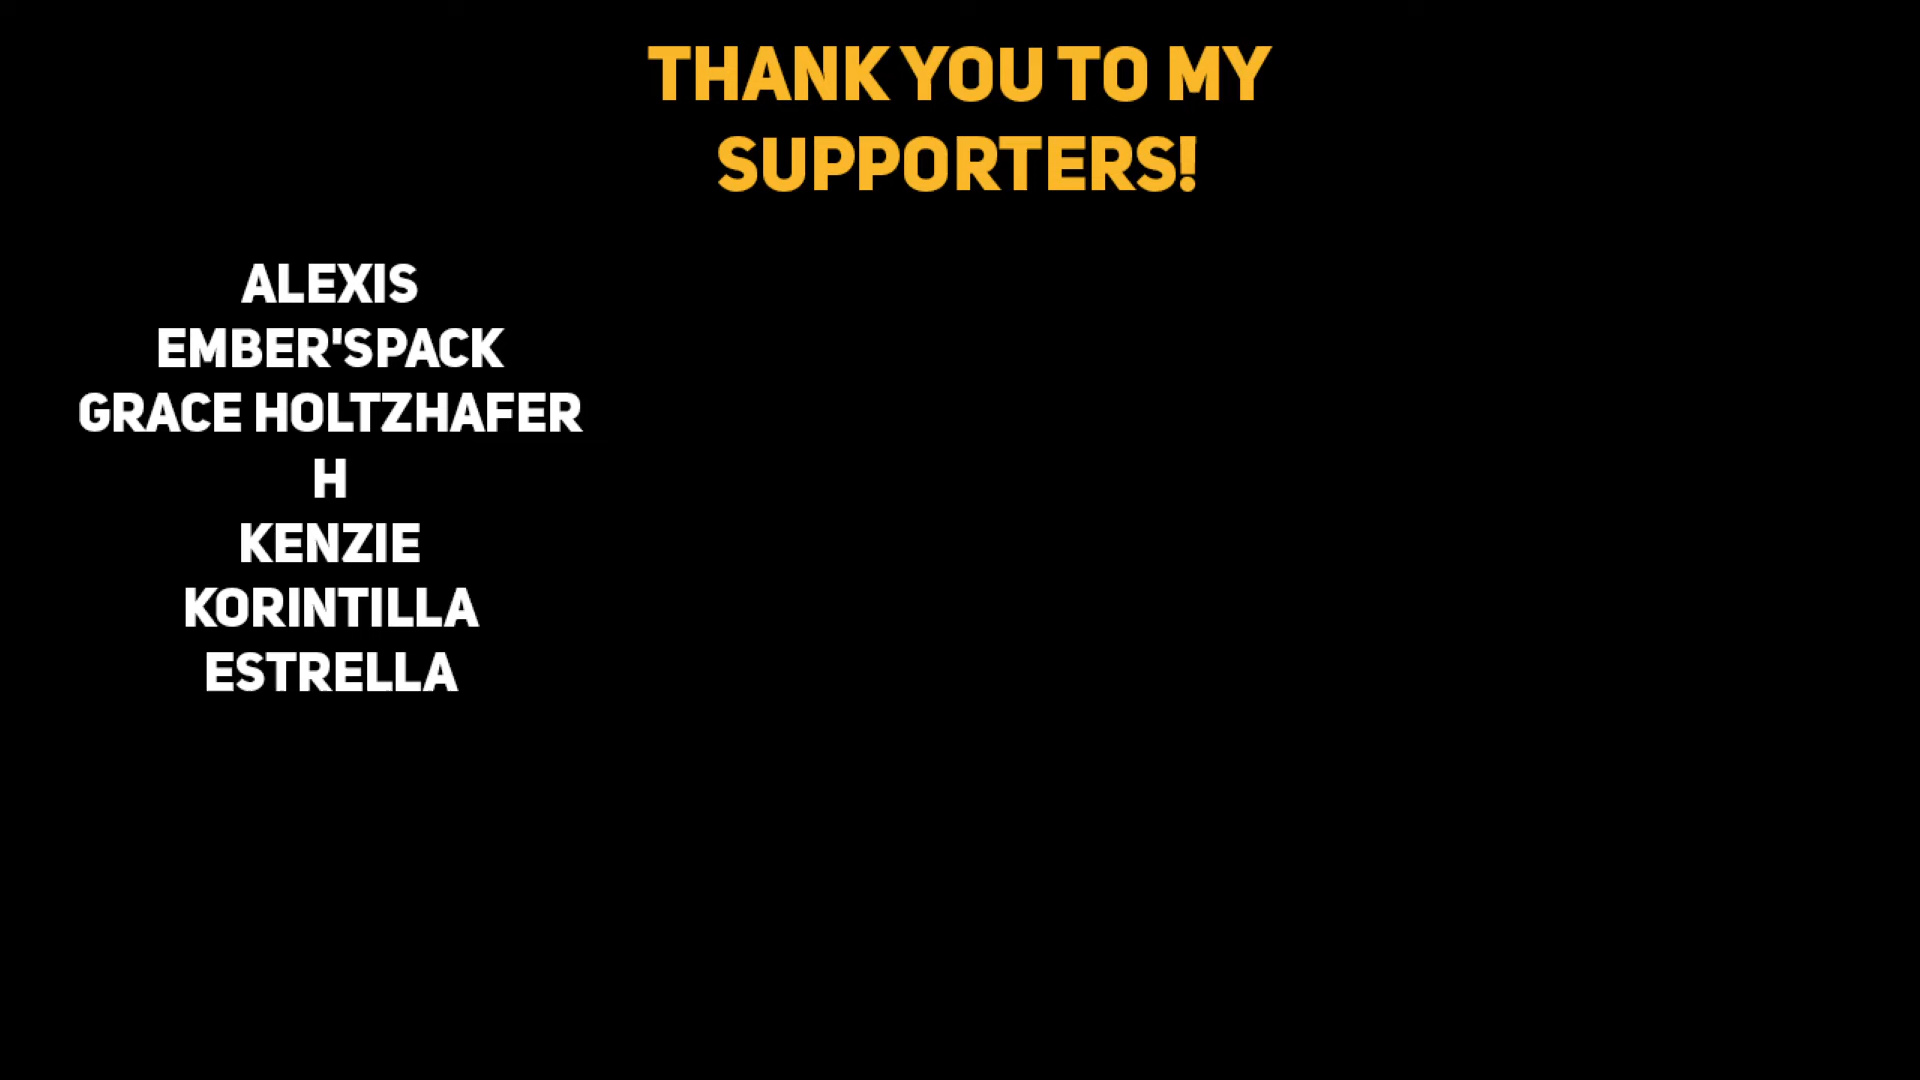 THANK YOU TO MY
SUPPORTERS!
ALEXIS
EMBER'SPACK
GRACE HOLTZHAFER
H
KENZIE
KORINTILLA
ESTRELLA